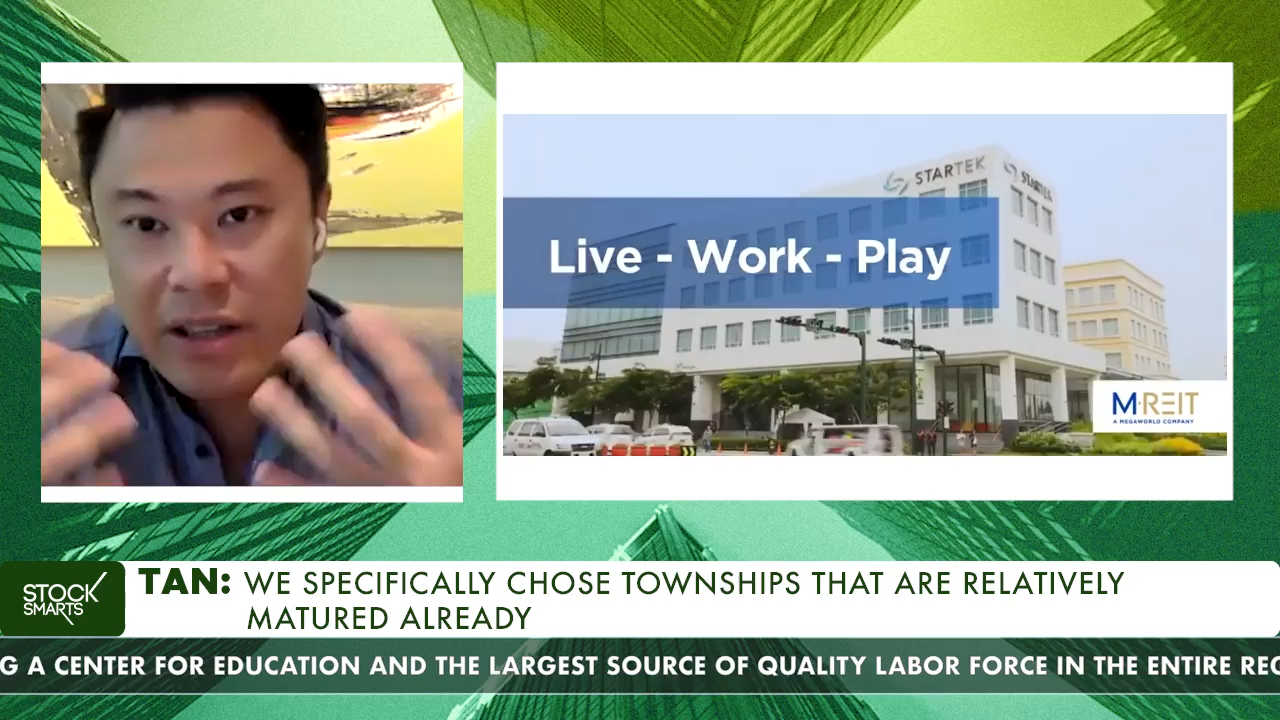 STARTEK
STARTEK
Live - Work - Play
M·REIT
A MEGAWORLD COMPANY
STOCK
SMARTS
TAN: WE SPECIFICALLY CHOSE TOWNSHIPS THAT ARE RELATIVELY
MATURED ALREADY
G A CENTER FOR EDUCATION AND THE LARGEST SOURCE OF QUALITY LABOR FORCE IN THE ENTIRE REG